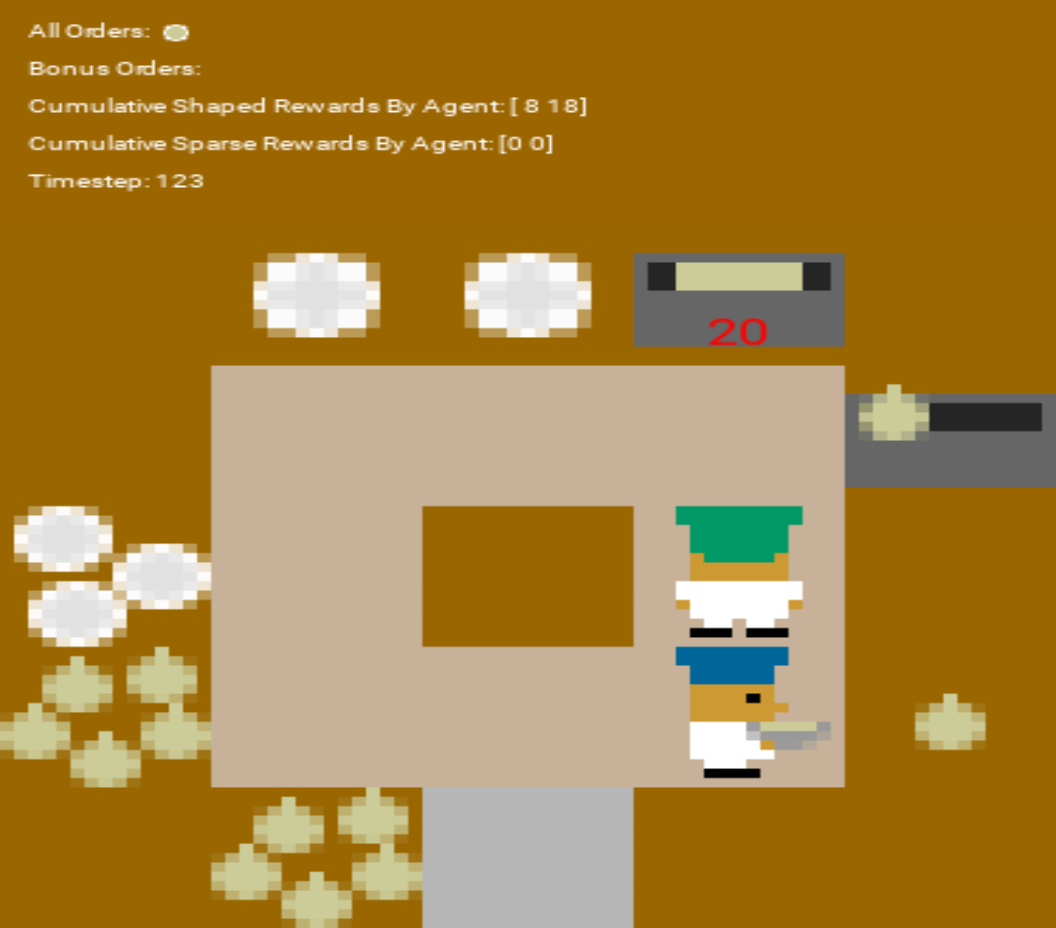 All Orders:
Bonus Orders:
Cumulative Shaped Rewards By Agent: [ 8 18]
Cumulative Sparse Rewards By Agent: [0 0]
Timestep: 123
20